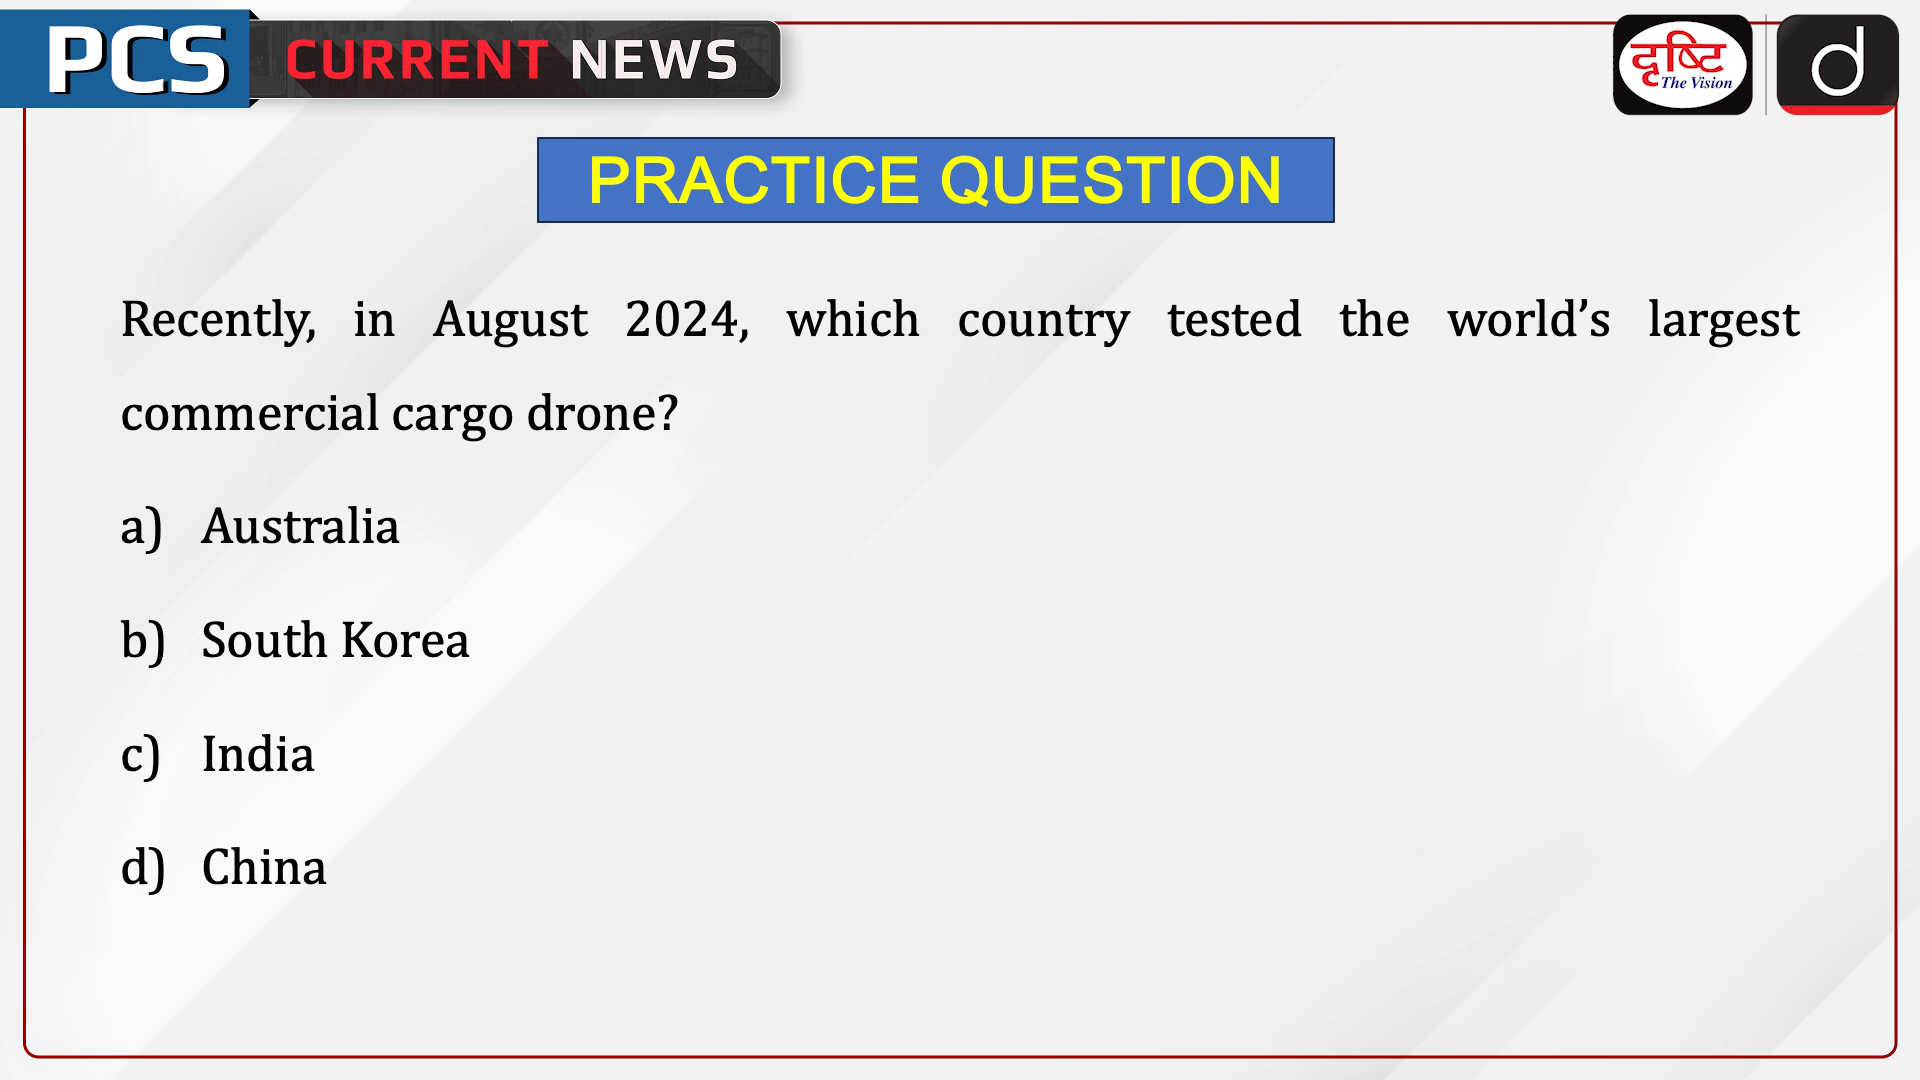 PCS CURRENT NEWS
दृष्टि
The Vision
d
PRACTICE QUESTION
Recently, in August 2024, which country tested the world’s largest
commercial cargo drone?
a) Australia
b) South Korea
c) India
d) China